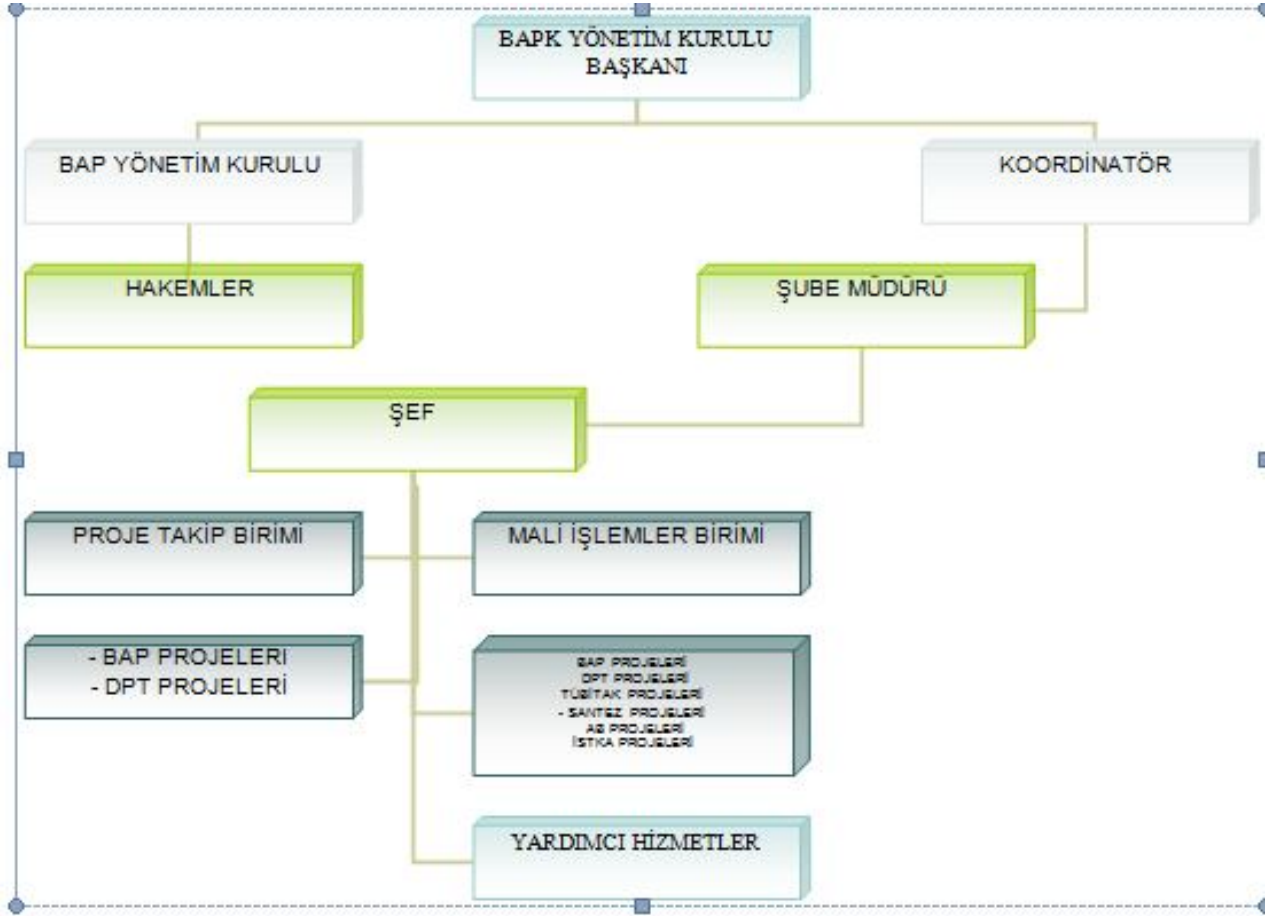 BAPK YÖNETİM KURULU
BAŞKANI
BAP YÖNETİM KURULU
KOORDİNATÖR
HAKEMLER
ŞUBE MÜDÜRÜ
ŞEF
PROJE TAKİP BİRİMİ
MALİ İŞLEMLER BİRİMİ
- BAP PROJELERI
- DPT PROJELERİ
BAP PROJELERİ
DPT PROJELERİ
TÜBİTAK PROJELERİ
- SANTEZ PROJELERİ
AB PROJELERİ
İSTKA PROJELERİ
YARDIMCI HİZMETLER